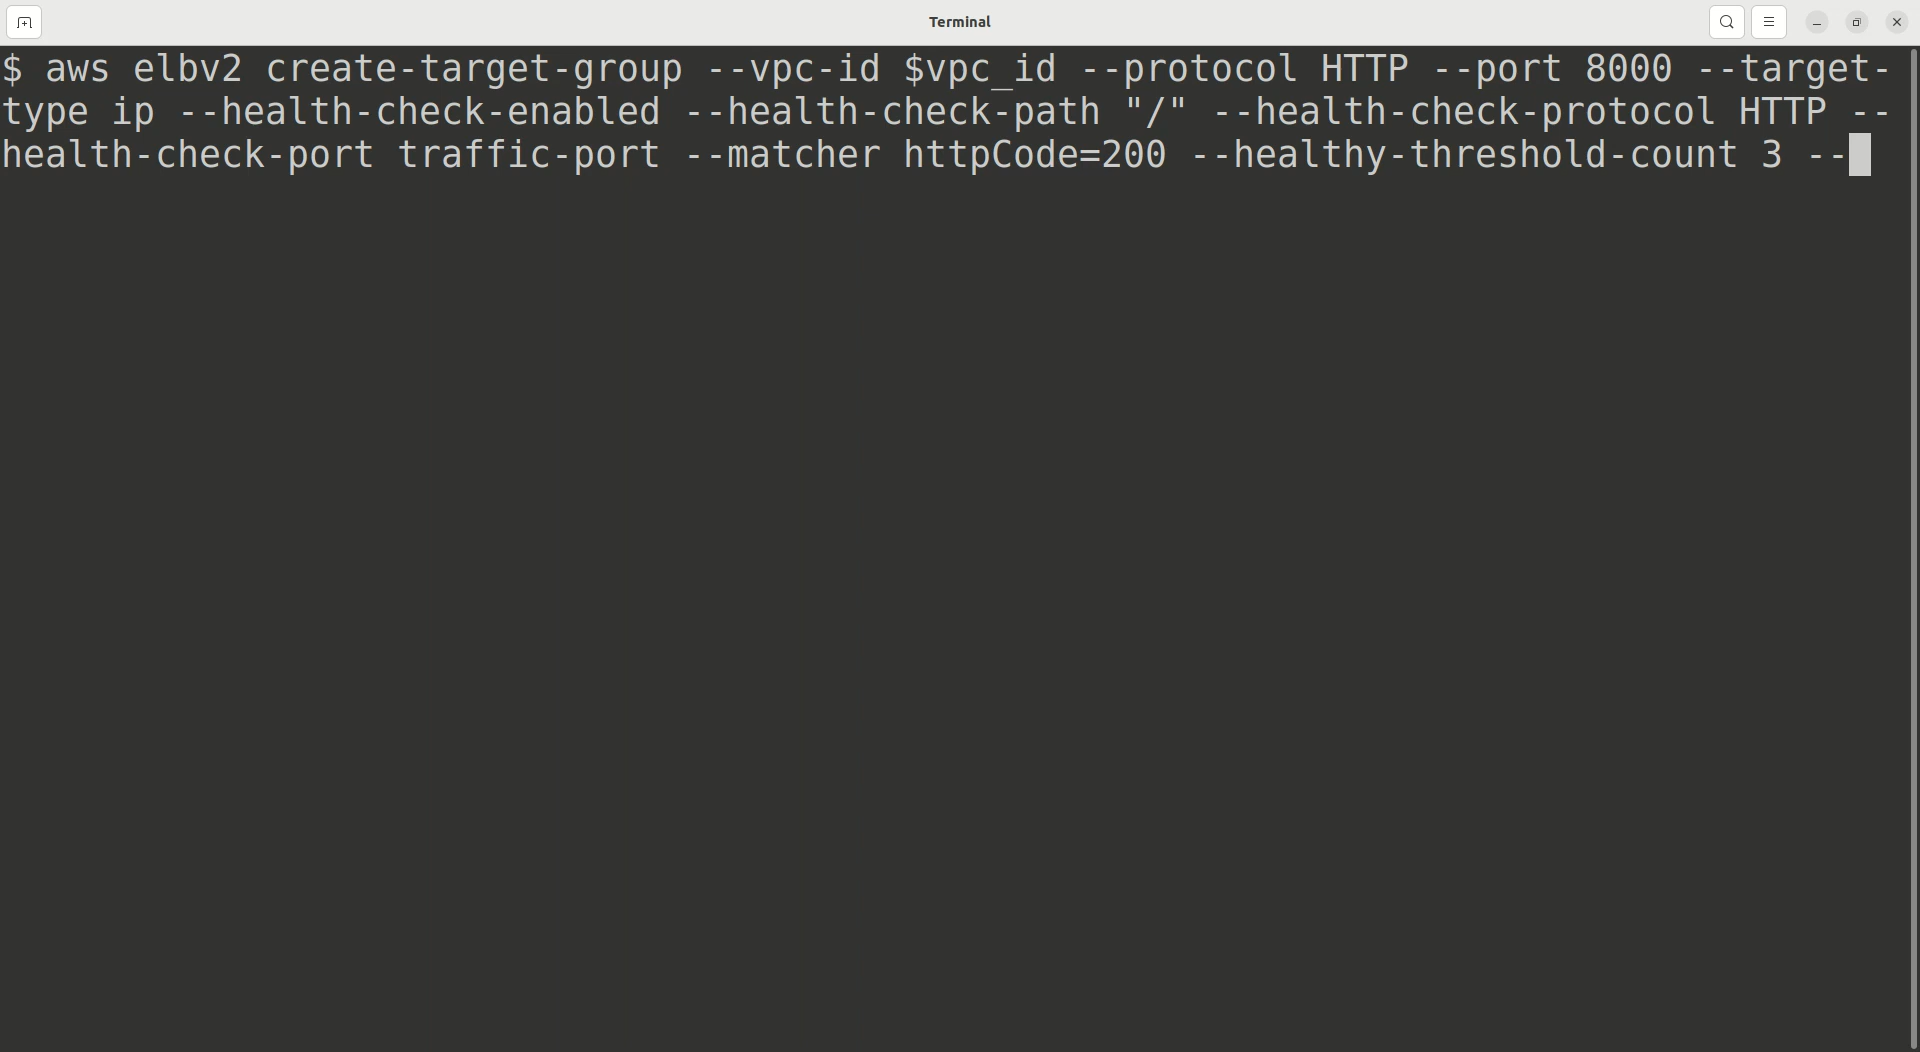 Terminal
$ aws elbv2 create-target-group --vpc-id $vpc_id --protocol HTTP --port 8000 --target-
type ip --health-check-enabled --health-check-path "/" --health-check-protocol HTTP --
health-check-port traffic-port --matcher httpCode=200 --healthy-threshold-count 3 --